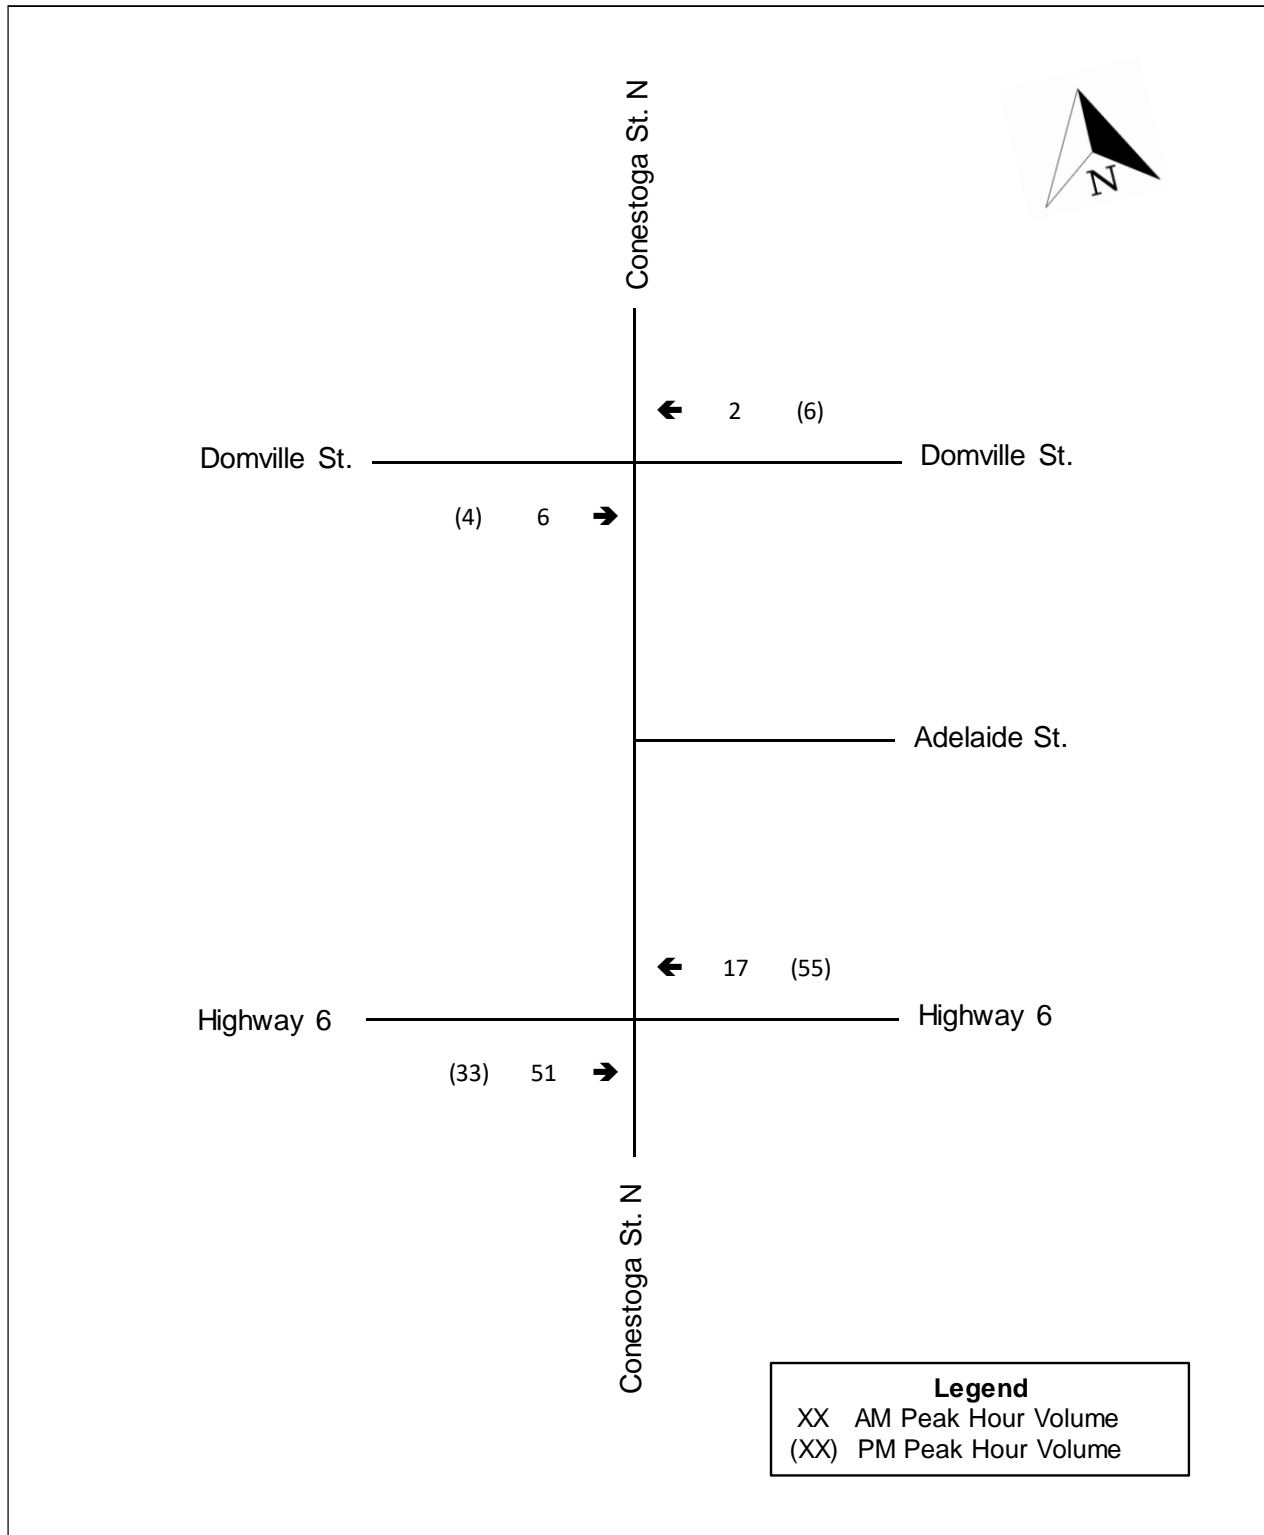 Conestoga St. N
N
2 (6)
Domville St.
Domville St.
(4) 6
Adelaide St.
17 (55)
Highway 6
Highway 6
(33) 51
Conestoga St. N
Legend
XX AM Peak Hour Volume
(XX) PM Peak Hour Volume